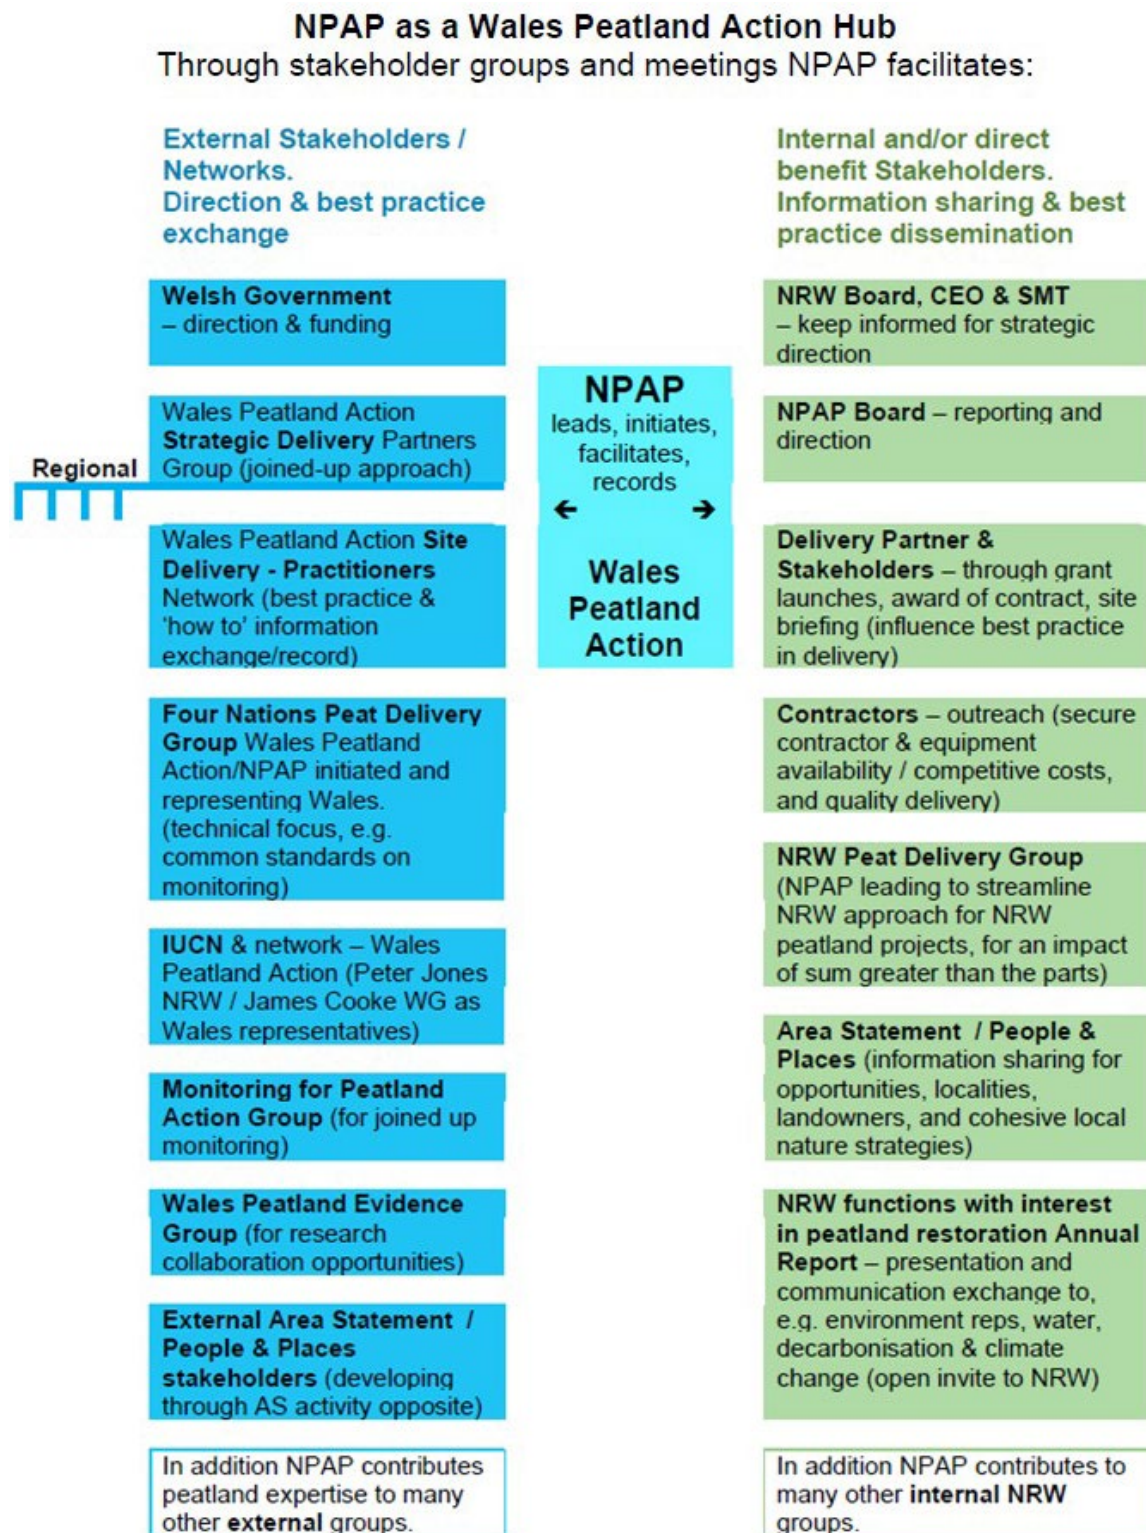 NPAP as a Wales Peatland Action Hub
Through stakeholder groups and meetings NPAP facilitates:
External Stakeholders /
Networks.
Direction & best practice
exchange
Welsh Government
– direction & funding
Wales Peatland Action
Strategic Delivery Partners
Group (joined-up approach)
Regional
Wales Peatland Action Site
Delivery - Practitioners
Network (best practice &
‘how to’ information
exchange/record)
Four Nations Peat Delivery
Group Wales Peatland
Action/NPAP initiated and
representing Wales.
(technical focus, e.g.
common standards on
monitoring)
IUCN & network – Wales
Peatland Action (Peter Jones
NRW / James Cooke WG as
Wales representatives)
Monitoring for Peatland
Action Group (for joined up
monitoring)
Wales Peatland Evidence
Group (for research
collaboration opportunities)
External Area Statement /
People & Places
stakeholders (developing
through AS activity opposite)
In addition NPAP contributes
peatland expertise to many
other external groups.
NPAP
leads, initiates,
facilitates,
records
← →
Wales
Peatland
Action
Internal and/or direct
benefit Stakeholders.
Information sharing & best
practice dissemination
NRW Board, CEO & SMT
– keep informed for strategic
direction
NPAP Board – reporting and
direction
Delivery Partner &
Stakeholders – through grant
launches, award of contract, site
briefing (influence best practice
in delivery)
Contractors – outreach (secure
contractor & equipment
availability / competitive costs,
and quality delivery)
NRW Peat Delivery Group
(NPAP leading to streamline
NRW approach for NRW
peatland projects, for an impact
of sum greater than the parts)
Area Statement / People &
Places (information sharing for
opportunities, localities,
landowners, and cohesive local
nature strategies)
NRW functions with interest
in peatland restoration Annual
Report – presentation and
communication exchange to,
e.g. environment reps, water,
decarbonisation & climate
change (open invite to NRW)
In addition NPAP contributes to
many other internal NRW
groups.